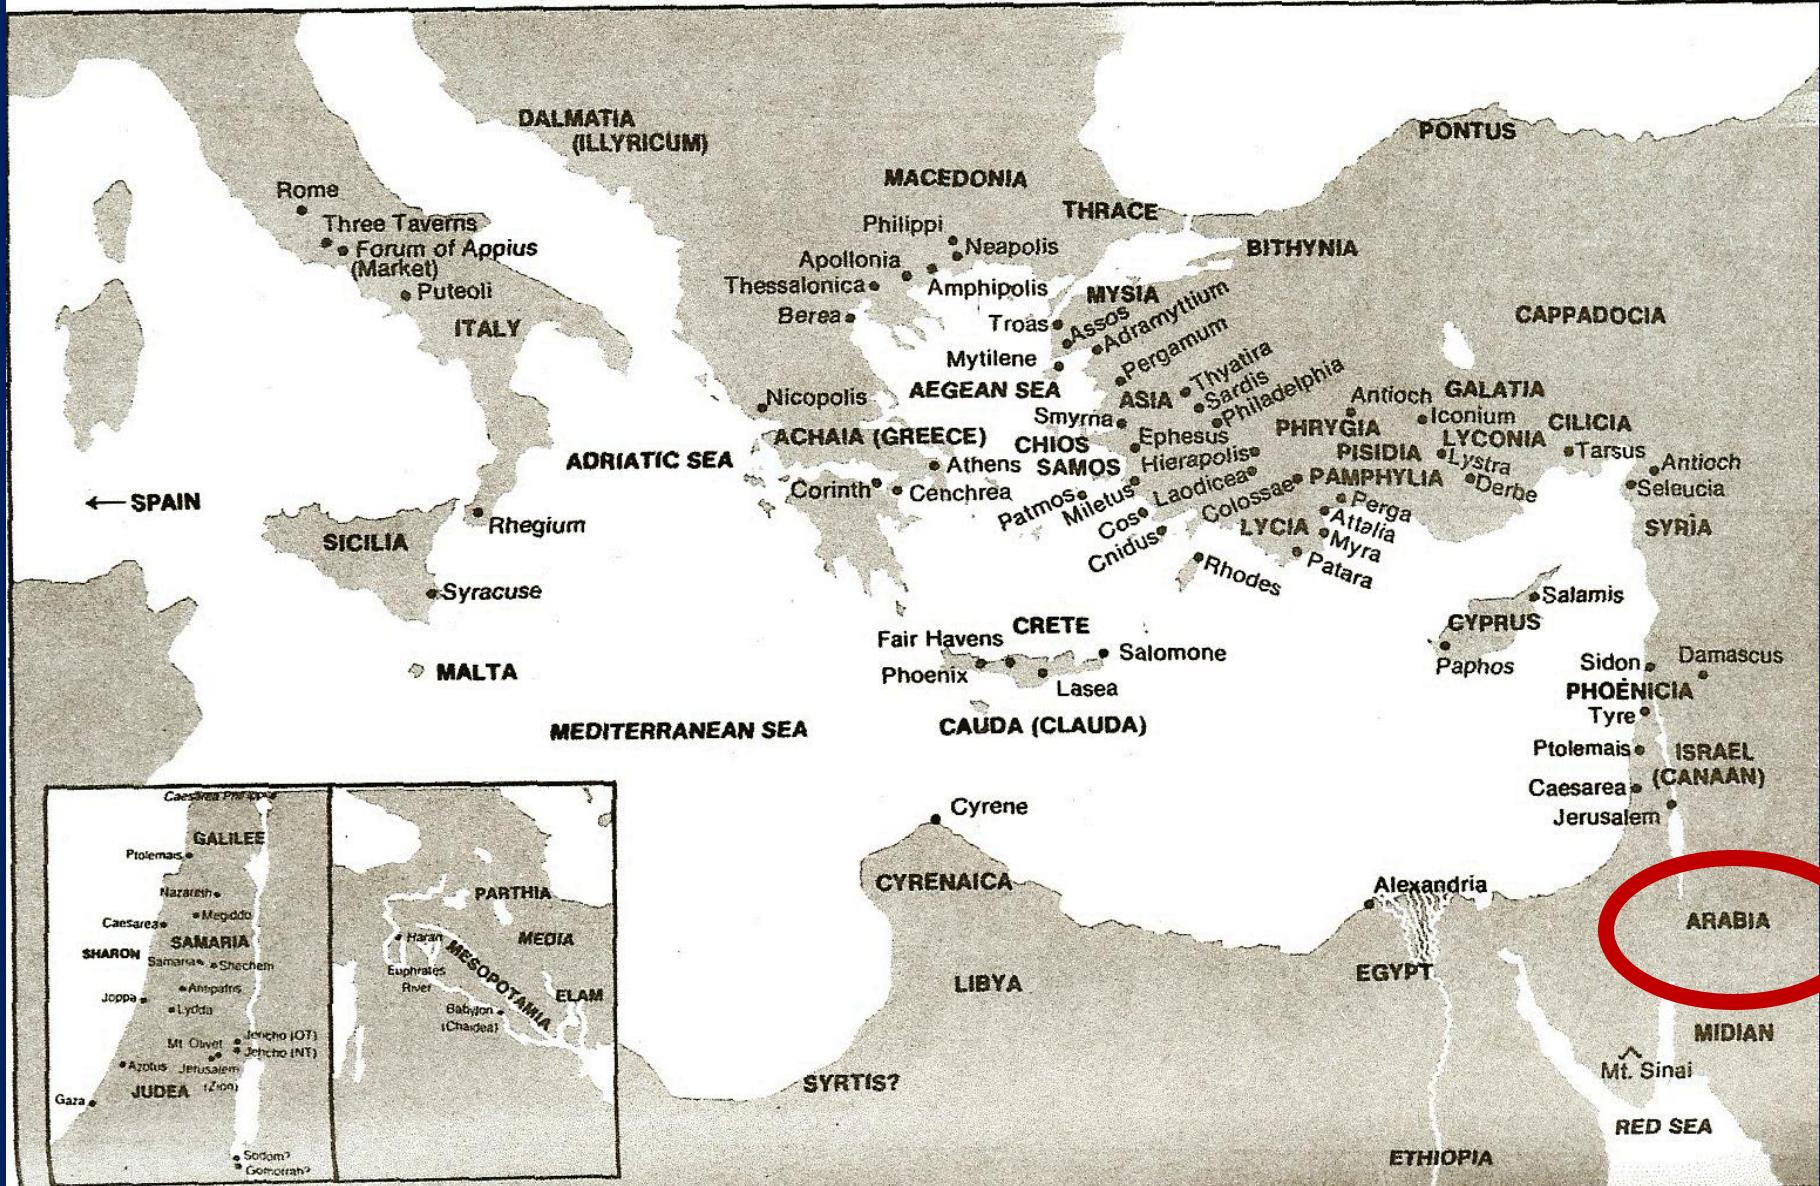 DALMATIA
(ILLYRICUM)
PONTUS
MACEDONIA
Rome
THRACE
Three Taverns
Philippi
Forum of Appius
(Market)
Neapolis
BITHYNIA
Apollonia
Thessalonica
Amphipolis
Puteoli
MYSIA
Berea
Troas
Assos
Adramyttium
CAPPADOCIA
ITALY
Mytilene
Pergamum
Nicopolis
AEGEAN SEA
ASIA
Thyatira
Sardis
Philadelphia
Antioch
GALATIA
Smyrna
Iconium
CILICIA
ACHAIA (GREECE)
CHIOS
Ephesus
PHRYGIA
LYCONIA
ADRIATIC SEA
Athens
SAMOS
Hierapolis
PISIDIA
Lystra
Tarsus
Antioch
← SPAIN
Corinth
Cenchrea
Patmos
Miletus
Laodicea
Colossae
PAMPHYLIA
Derbe
Seleucia
Rhegium
Cos
Perga
SICILIA
Cnidus
LYCIA
Attalia
SYRIA
Myra
Rhodes
Patara
Syracuse
Salamis
Fair Havens
CRETE
CYPRUS
MALTA
Phoenix
Salomone
Paphos
Sidon
Damascus
Lasea
PHOENICIA
MEDITERRANEAN SEA
CAUDA (CLAUDA)
Tyre
Ptolemais
ISRAEL
(CANAAN)
Caesarea
Cyrene
Jerusalem
CYRENAICA
Alexandria
ARABIA
LIBYA
EGYPT
MIDIAN
Mt. Sinai
SYRTIS?
RED SEA
ETHIOPIA
Caesarea Philippi
GALILEE
Ptolemais
Nazareth
Megiddo
Caesarea
SAMARIA
SHARON
Samaria
Shechem
Antipatris
Joppa
Lydda
Jericho (OT)
Mt Olivet
Jericho (NT)
Azotus
Jerusalem
(Zion)
JUDEA
Gaza
Sodom?
Gomorrah?
PARTHIA
Haran
MEDIA
MESOPOTAMIA
Euphrates
River
ELAM
Babylon
(Chaldea)